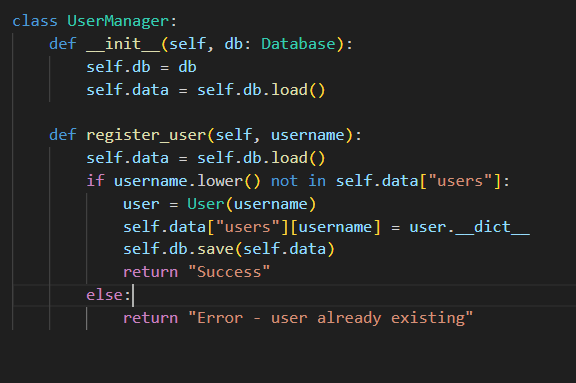 class UserManager:
    def __init__(self, db: Database):
        self.db = db
        self.data = self.db.load()

    def register_user(self, username):
        self.data = self.db.load()
        if username.lower() not in self.data["users"]:
            user = User(username)
            self.data["users"][username] = user.__dict__
            self.db.save(self.data)
            return "Success"
        else:
            return "Error - user already existing"